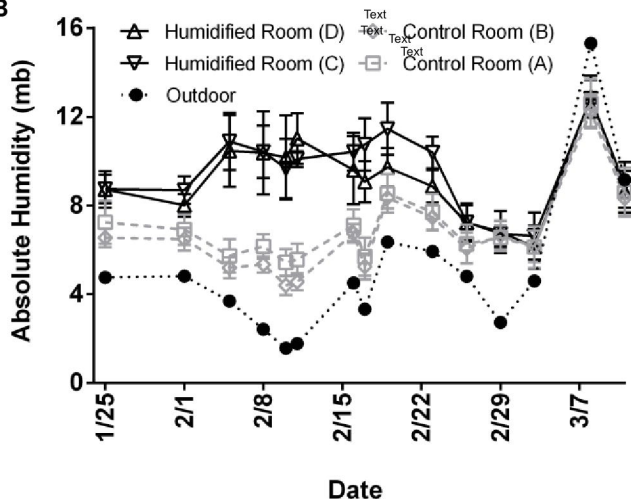 B
Text
Humidified Room (D) Text Control Room (B)
Text
Text
Humidified Room (C) Control Room (A)
Outdoor
Absolute Humidity (mb)
16
12
8
4
0
1/25 2/1 2/8 2/15 2/22 2/29 3/7
Date